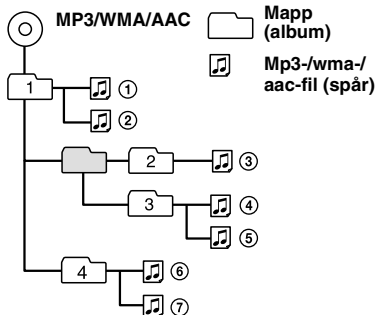 MP3/WMA/AAC
Mapp
(album)
Mp3-/wma-/
aac-fil (spår)
1
①
②
2
③
3
④
⑤
4
⑥
⑦